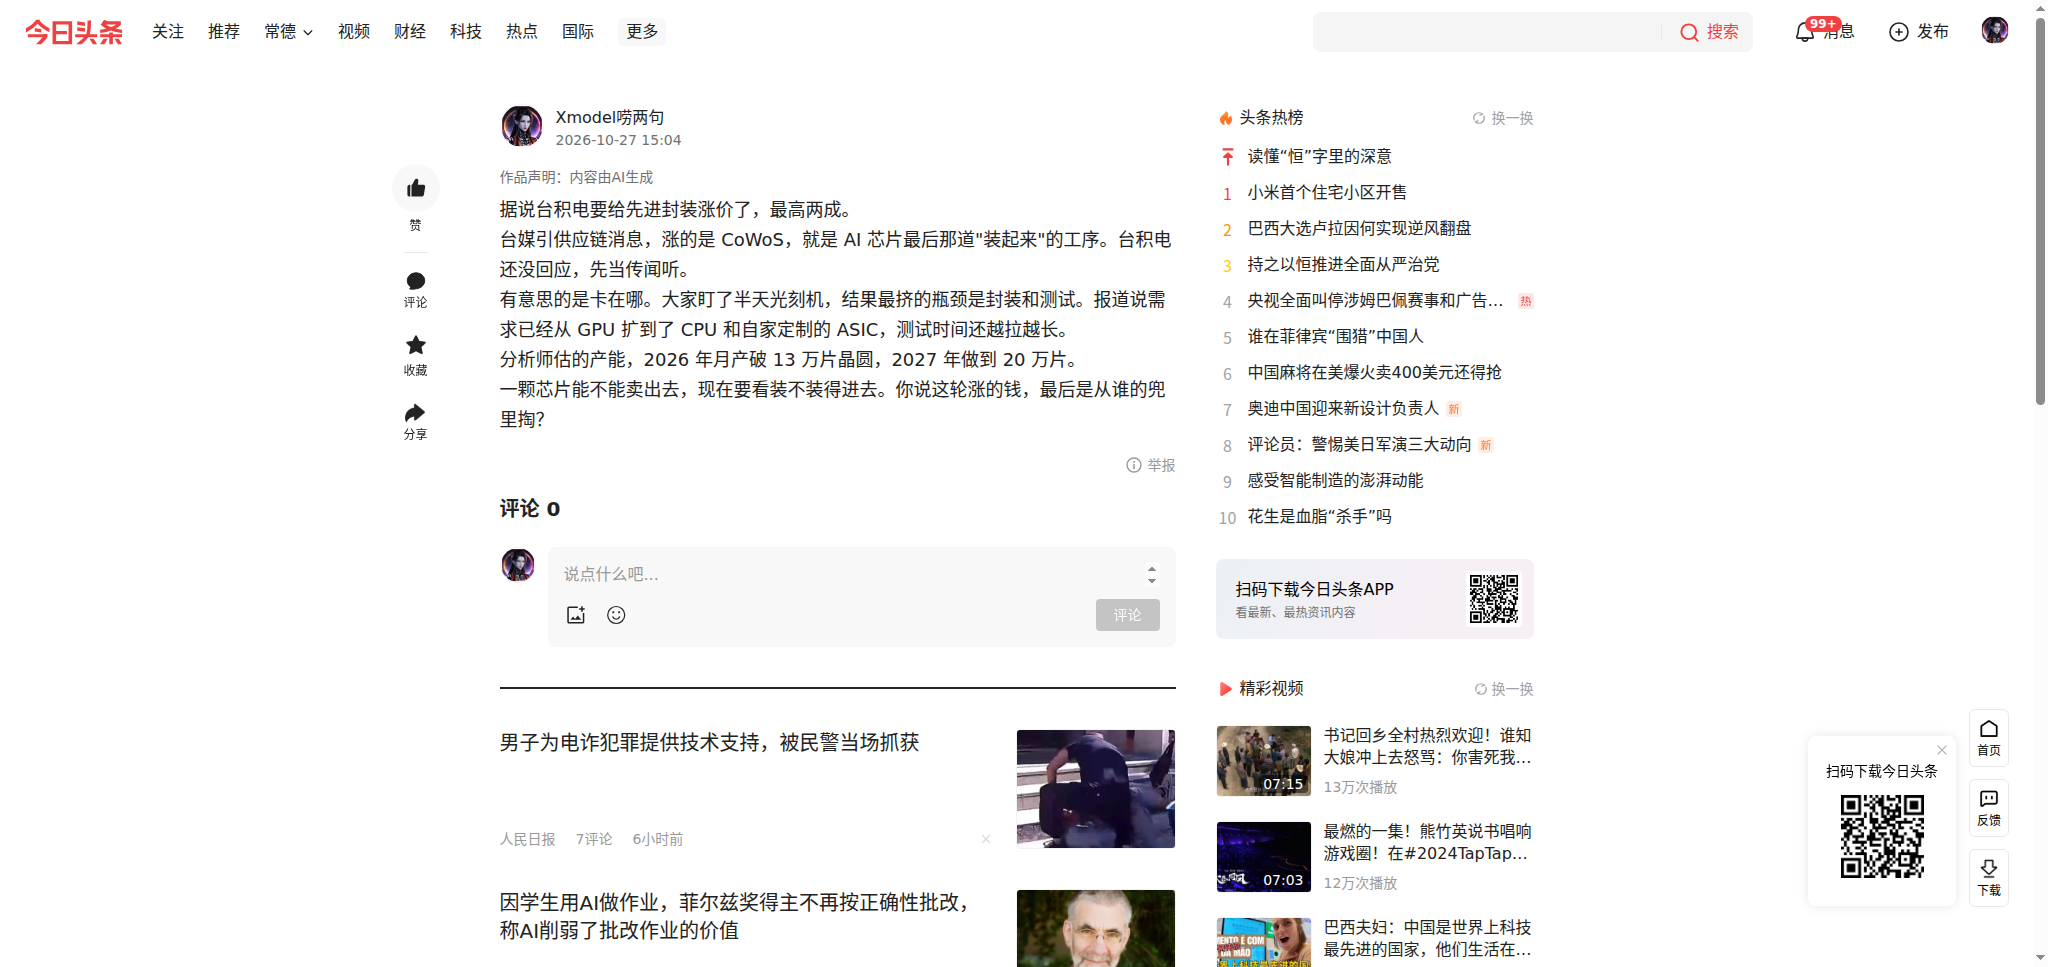 今日头条
关注 推荐 常德 视频 财经 科技 热点 国际 更多
搜索
99+
消息
发布
Xmodel唠两句
2026-10-27 15:04
作品声明：内容由AI生成
据说台积电要给先进封装涨价了，最高两成。
台媒引供应链消息，涨的是 CoWoS，就是 AI 芯片最后那道"装起来"的工序。台积电
还没回应，先当传闻听。
有意思的是卡在哪。大家盯了半天光刻机，结果最挤的瓶颈是封装和测试。报道说需
求已经从 GPU 扩到了 CPU 和自家定制的 ASIC，测试时间还越拉越长。
分析师估的产能，2026 年月产破 13 万片晶圆，2027 年做到 20 万片。
一颗芯片能不能卖出去，现在要看装不装得进去。你说这轮涨的钱，最后是从谁的兜
里掏？
赞
评论
收藏
分享
举报
评论 0
说点什么吧...
评论
男子为电诈犯罪提供技术支持，被民警当场抓获
人民日报 7评论 6小时前
因学生用AI做作业，菲尔兹奖得主不再按正确性批改，
称AI削弱了批改作业的价值
头条热榜
换一换
读懂“恒”字里的深意
1 小米首个住宅小区开售
2 巴西大选卢拉因何实现逆风翻盘
3 持之以恒推进全面从严治党
4 央视全面叫停涉姆巴佩赛事和广告... 热
5 谁在菲律宾“围猎”中国人
6 中国麻将在美爆火卖400美元还得抢
7 奥迪中国迎来新设计负责人 新
8 评论员：警惕美日军演三大动向 新
9 感受智能制造的澎湃动能
10 花生是血脂“杀手”吗
扫码下载今日头条APP
看最新、最热资讯内容
精彩视频
换一换
07:15
书记回乡全村热烈欢迎！谁知
大娘冲上去怒骂：你害死我...
13万次播放
07:03
最燃的一集！熊竹英说书唱响
游戏圈！在#2024TapTap...
12万次播放
巴西夫妇：中国是世界上科技
最先进的国家，他们生活在...
扫码下载今日头条
首页
反馈
下载